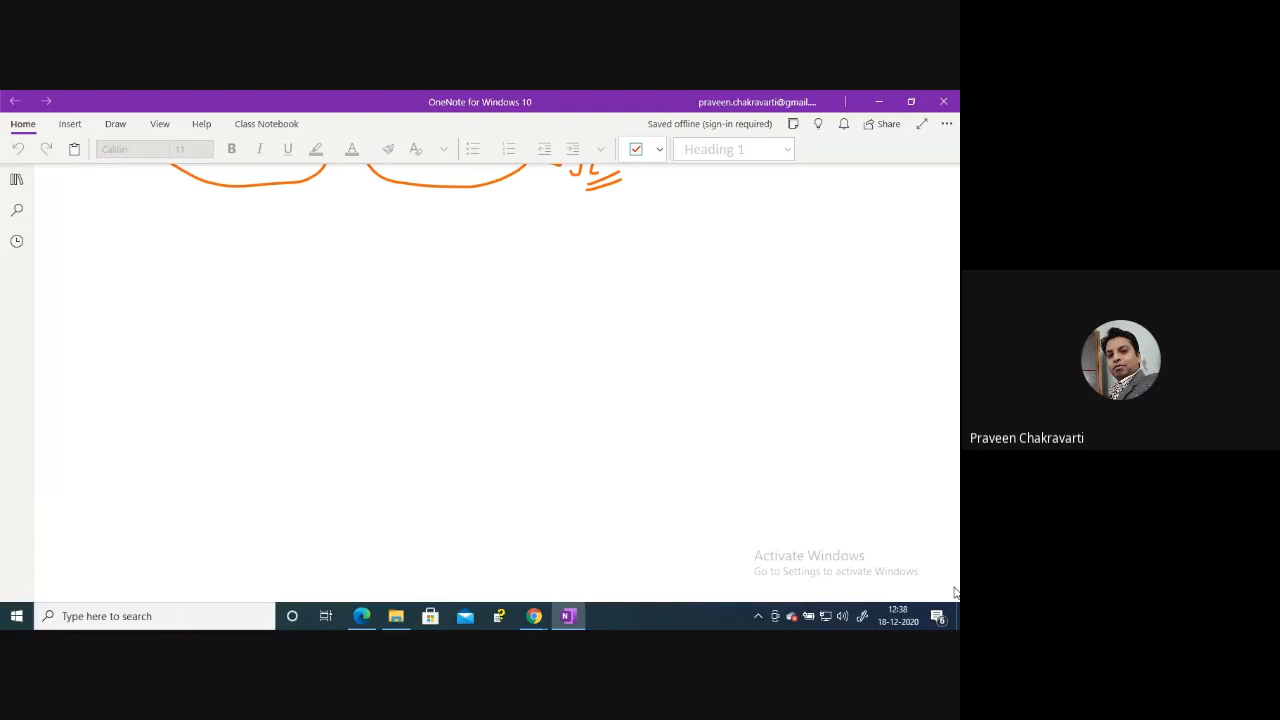 OneNote for Windows 10 praveen.chakravarti@gmail....
Home Insert Draw View Help Class Notebook Saved offline (sign-in required) Share
Calibri 11 B I U A Heading 1
Praveen Chakravarti
Activate Windows
Go to Settings to activate Windows.
Type here to search 12:38
18-12-2020 6